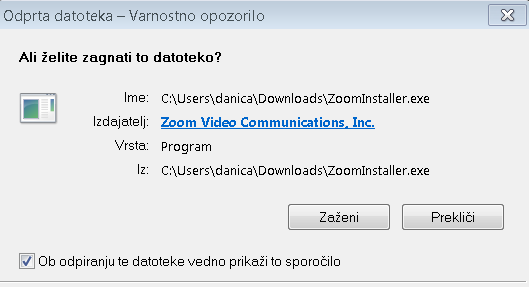 Odprta datoteka – Varnostno opozorilo
Ali želite zagnati to datoteko?
Ime: C:\Users\danica\Downloads\ZoomInstaller.exe
Izdajatelj: Zoom Video Communications, Inc.
Vrsta: Program
Iz: C:\Users\danica\Downloads\ZoomInstaller.exe
Zaženi Prekliči
Ob odpiranju te datoteke vedno prikaži to sporočilo